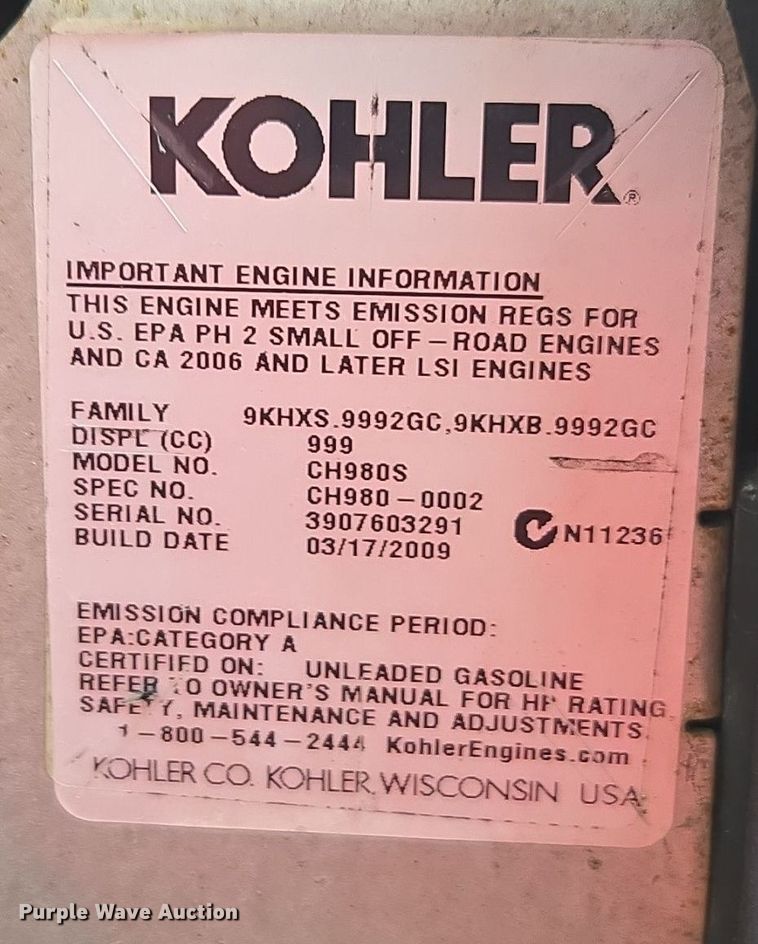 KOHLER®
IMPORTANT ENGINE INFORMATION
THIS ENGINE MEETS EMISSION REGS FOR
U.S. EPA PH 2 SMALL OFF-ROAD ENGINES
AND CA 2006 AND LATER LSI ENGINES
FAMILY 9KHXS.9992GC,9KHXB.9992GC
DISPL (CC) 999
MODEL NO. CH980S
SPEC NO. CH980-0002
SERIAL NO. 3907603291
BUILD DATE 03/17/2009
N11236
EMISSION COMPLIANCE PERIOD:
EPA:CATEGORY A
CERTIFIED ON: UNLEADED GASOLINE
REFER TO OWNER'S MANUAL FOR HP RATING,
SAFETY, MAINTENANCE AND ADJUSTMENTS.
1-800-544-2444 KohlerEngines.com
KOHLER CO. KOHLER, WISCONSIN USA
Purple Wave Auction